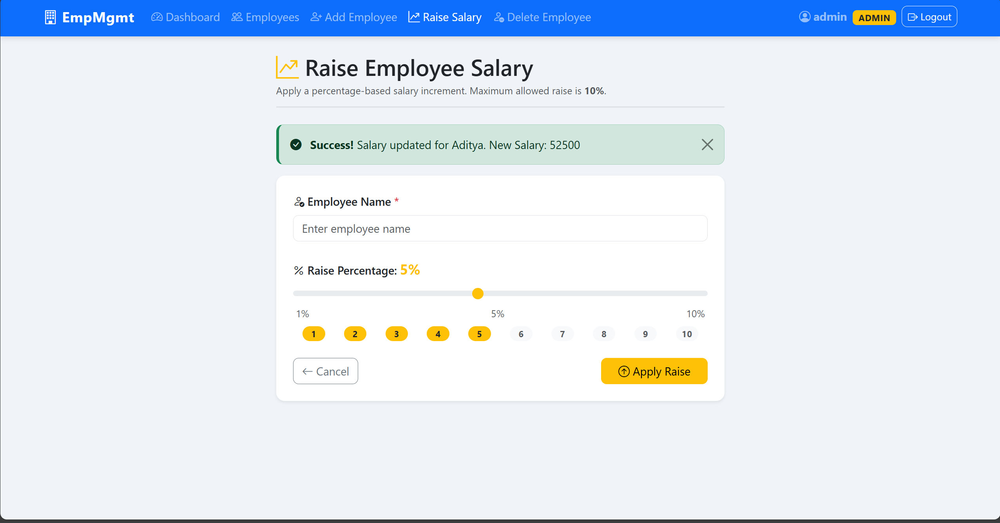 EmpMgmt Dashboard Employees Add Employee Raise Salary Delete Employee admin ADMIN Logout
Raise Employee Salary
Apply a percentage-based salary increment. Maximum allowed raise is 10%.
Success! Salary updated for Aditya. New Salary: 52500
Employee Name *
Enter employee name
% Raise Percentage: 5%
1% 5% 10%
1 2 3 4 5 6 7 8 9 10
Cancel Apply Raise